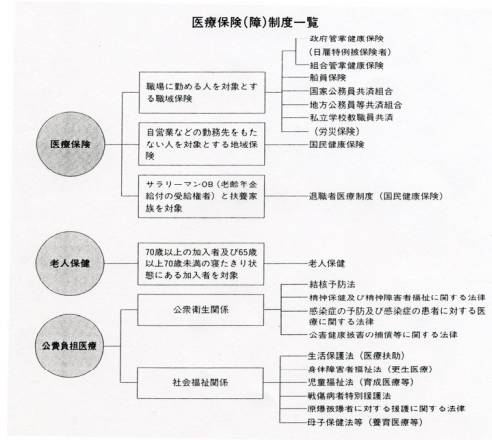 医療保険(障)制度一覧
医療保険
職場に勤める人を対象とす
る職域保険
政府管掌健康保険
(日雇特例被保険者)
組合管掌健康保険
船員保険
国家公務員共済組合
地方公務員等共済組合
私立学校教職員共済
(労災保険)
自営業などの勤務先をもた
ない人を対象とする地域保
険
国民健康保険
サラリーマンOB(老齢年金
給付の受給権者)と扶養家
族を対象
退職者医療制度(国民健康保険)
老人保健
70歳以上の加入者及び65歳
以上70歳未満の寝たきり状
態にある加入者を対象
老人保健
公費負担医療
公衆衛生関係
結核予防法
精神保健及び精神障害者福祉に関する法律
感染症の予防及び感染症の患者に対する医
療に関する法律
公害健康被害の補償等に関する法律
社会福祉関係
生活保護法(医療扶助)
身体障害者福祉法(更生医療)
児童福祉法(育成医療等)
戦傷病者特別援護法
原爆被爆者に対する援護に関する法律
母子保健法等(養育医療等)